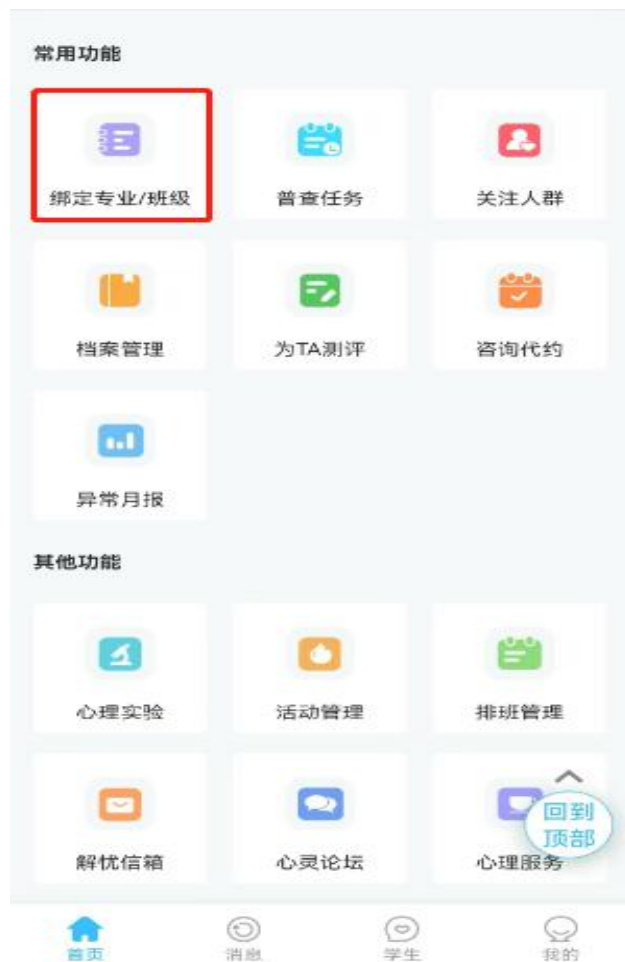 常用功能
绑定专业/班级
普查任务
关注人群
档案管理
为TA测评
咨询代约
异常月报
其他功能
心理实验
活动管理
排班管理
解忧信箱
心灵论坛
心理服务
回到
顶部
首页
消息
学生
我的